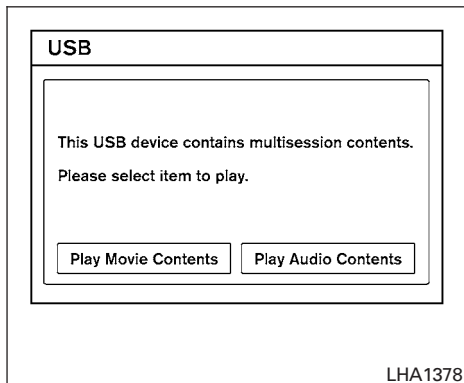 USB
This USB device contains multisession contents.
Please select item to play.
Play Movie Contents Play Audio Contents
LHA1378